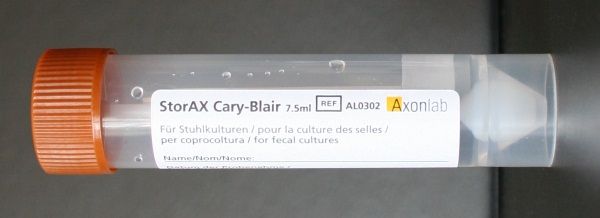 StorAX Cary-Blair 7.5ml REF AL0302 Axonlab
Für Stuhlkulturen / pour la culture des selles /
per coprocoltura / for fecal cultures
Name/Nom/Nome: